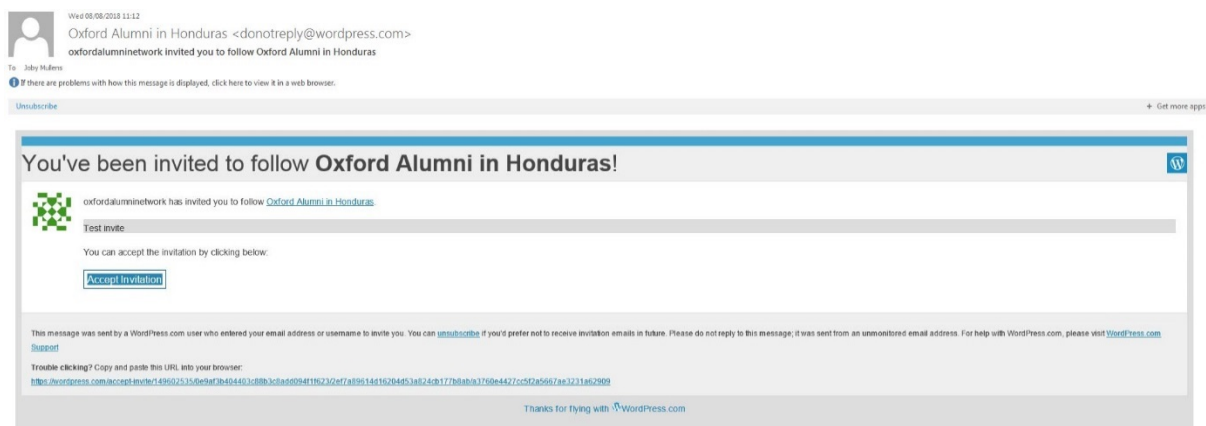 Wed 08/08/2018 11:12
Oxford Alumni in Honduras <donotreply@wordpress.com>
oxfordalumninetwork invited you to follow Oxford Alumni in Honduras
To Joby Mullens
If there are problems with how this message is displayed, click here to view it in a web browser.
Unsubscribe
+ Get more apps
You've been invited to follow Oxford Alumni in Honduras!
oxfordalumninetwork has invited you to follow Oxford Alumni in Honduras.
Test invite
You can accept the invitation by clicking below:
Accept Invitation
This message was sent by a WordPress.com user who entered your email address or username to invite you. You can unsubscribe if you'd prefer not to receive invitation emails in future. Please do not reply to this message; it was sent from an unmonitored email address. For help with WordPress.com, please visit WordPress.com
Support
Trouble clicking? Copy and paste this URL into your browser:
Thanks for flying with WordPress.com